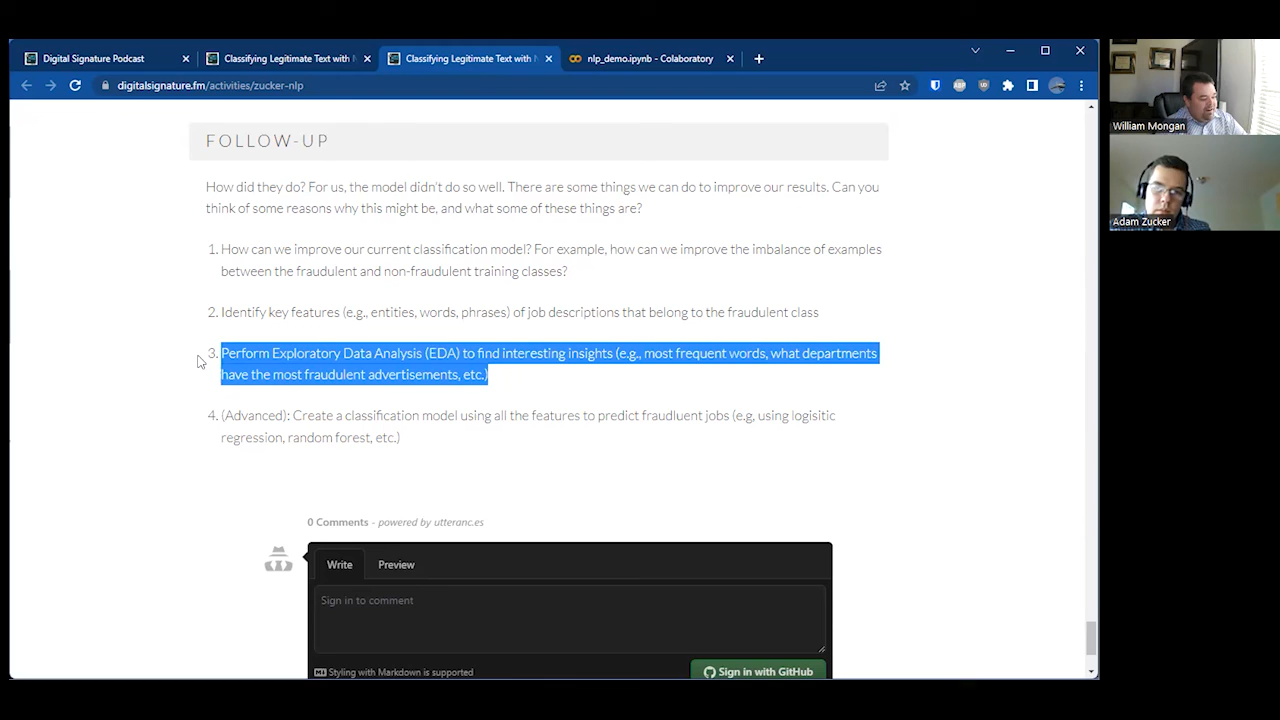 Digital Signature Podcast
Classifying Legitimate Text with
Classifying Legitimate Text with
nlp_demo.ipynb - Colaboratory
digitalsignature.fm/activities/zucker-nlp
FOLLOW-UP
How did they do? For us, the model didn't do so well. There are some things we can do to improve our results. Can you
think of some reasons why this might be, and what some of these things are?
1. How can we improve our current classification model? For example, how can we improve the imbalance of examples
between the fraudulent and non-fraudulent training classes?
2. Identify key features (e.g., entities, words, phrases) of job descriptions that belong to the fraudulent class
3. Perform Exploratory Data Analysis (EDA) to find interesting insights (e.g., most frequent words, what departments
have the most fraudulent advertisements, etc.)
4. (Advanced): Create a classification model using all the features to predict fraudluent jobs (e.g, using logisitic
regression, random forest, etc.)
0 Comments - powered by utteranc.es
Write
Preview
Sign in to comment
Styling with Markdown is supported
Sign in with GitHub
William Mongan
Adam Zucker